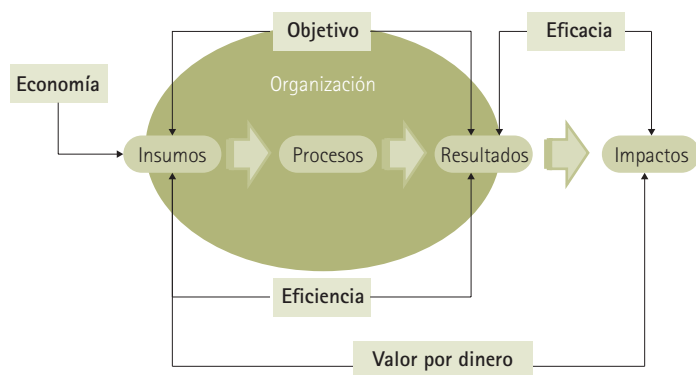 Objetivo
Eficacia
Economía
Organización
Insumos
Procesos
Resultados
Impactos
Eficiencia
Valor por dinero